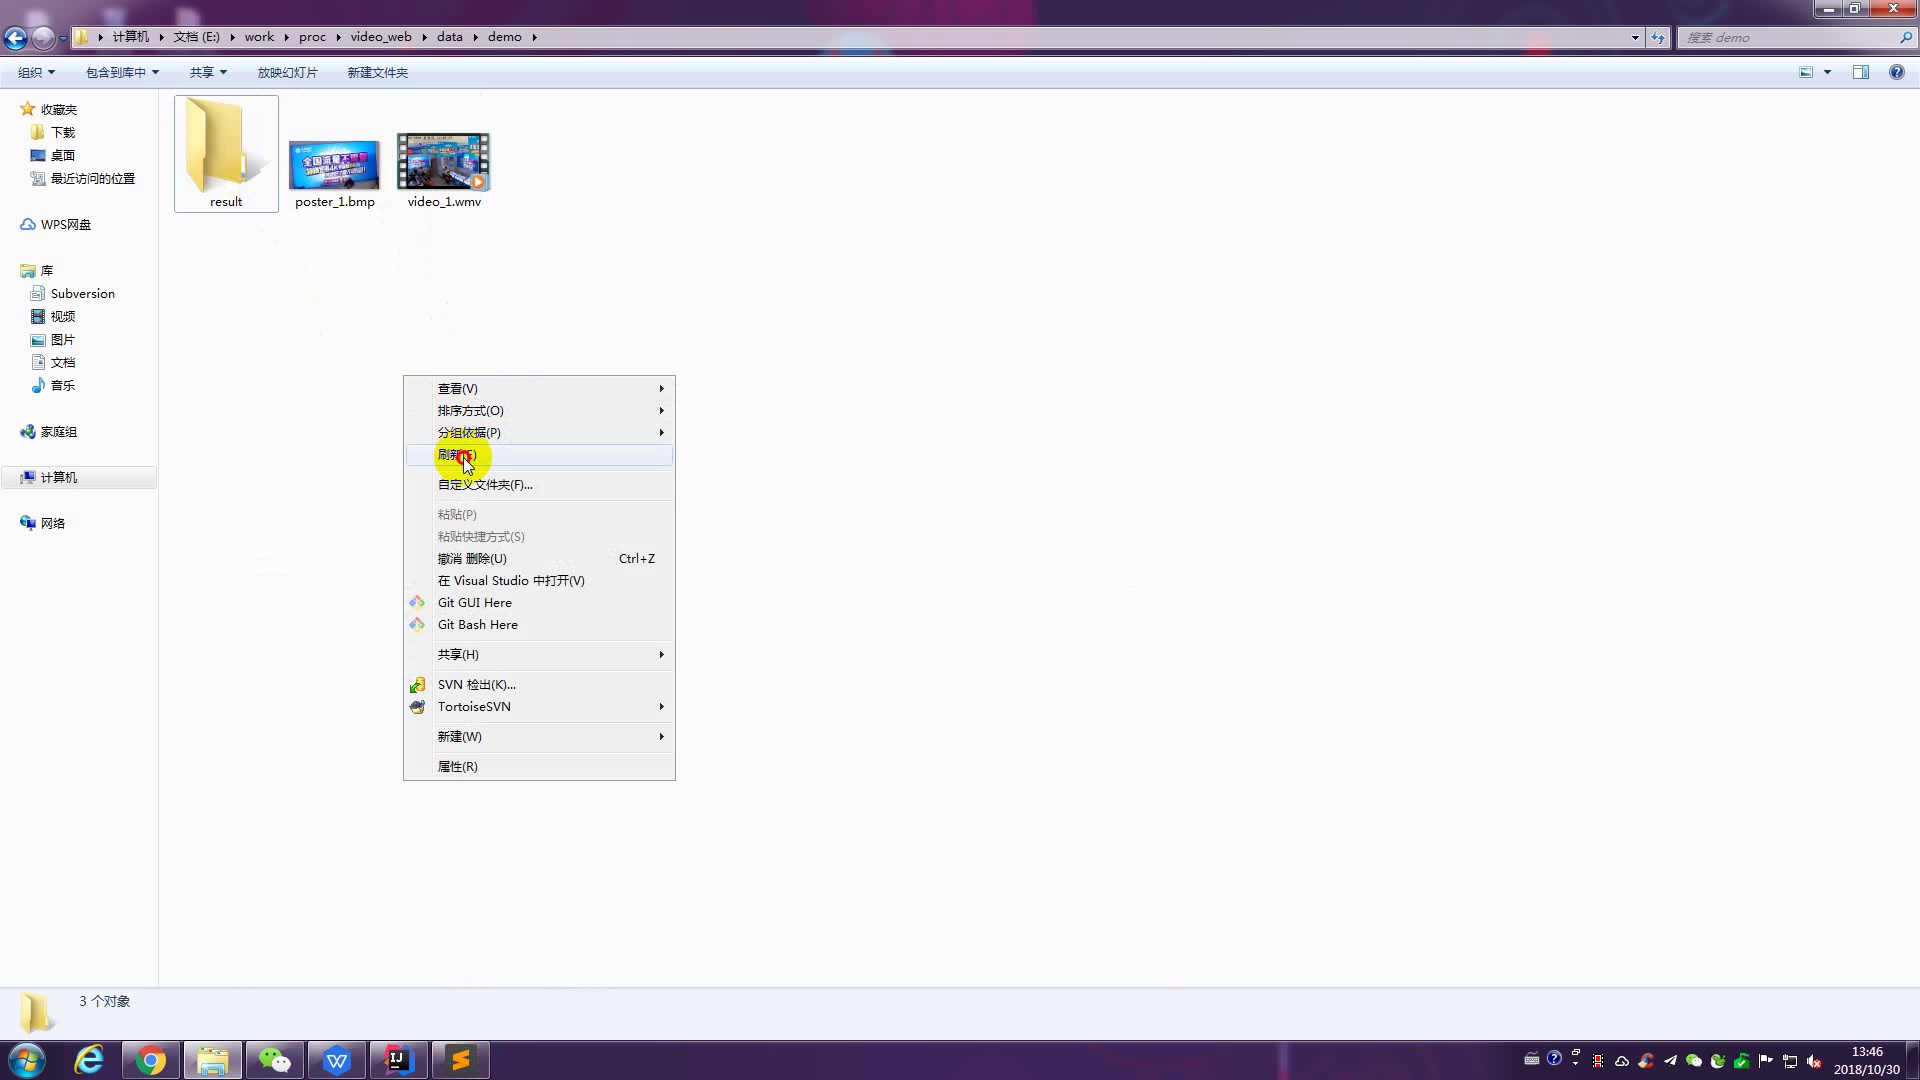 计算机 文档 (E:) work proc video_web data demo
搜索 demo
组织 包含到库中 共享 放映幻灯片 新建文件夹
收藏夹
下载
桌面
最近访问的位置
WPS网盘
库
Subversion
视频
图片
文档
音乐
家庭组
计算机
网络
全国流量不限量
result poster_1.bmp video_1.wmv
查看(V)
排序方式(O)
分组依据(P)
刷新(E)
自定义文件夹(F)...
粘贴(P)
粘贴快捷方式(S)
撤消 删除(U) Ctrl+Z
在 Visual Studio 中打开(V)
Git GUI Here
Git Bash Here
共享(H)
SVN 检出(K)...
TortoiseSVN
新建(W)
属性(R)
3 个对象
13:46
2018/10/30